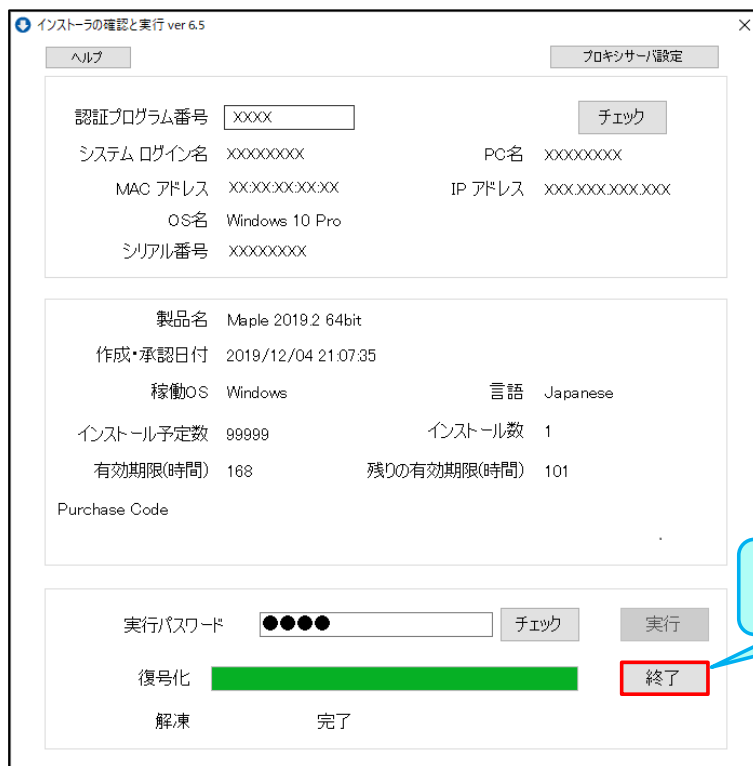 インストーラの確認と実行 ver 6.5
ヘルプ プロキシサーバ設定
認証プログラム番号 XXXX チェック
システム ログイン名 XXXXXXXX PC名 XXXXXXXX
MAC アドレス XX:XX:XX:XX:XX IP アドレス XXX.XXX.XXX.XXX
OS名 Windows 10 Pro
シリアル番号 XXXXXXXX
製品名 Maple 2019.2 64bit
作成・承認日付 2019/12/04 21:07:35
稼働OS Windows 言語 Japanese
インストール予定数 99999 インストール数 1
有効期限(時間) 168 残りの有効期限(時間) 101
Purchase Code
.
実行パスワード ●●●● チェック 実行
復号化 終了
解凍 完了